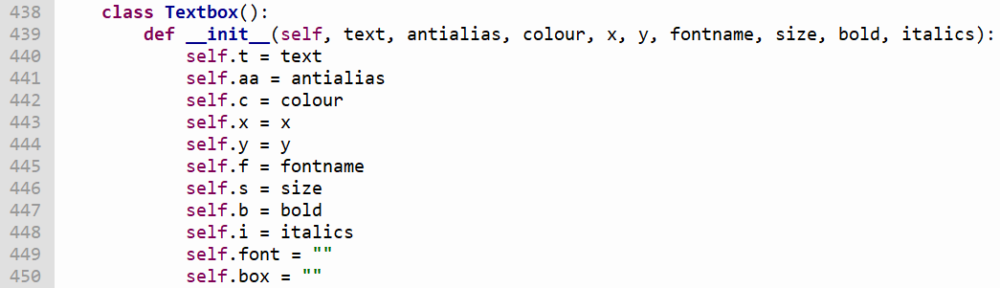 438 class Textbox():
439 def __init__(self, text, antialias, colour, x, y, fontname, size, bold, italics):
440 self.t = text
441 self.aa = antialias
442 self.c = colour
443 self.x = x
444 self.y = y
445 self.f = fontname
446 self.s = size
447 self.b = bold
448 self.i = italics
449 self.font = ""
450 self.box = ""